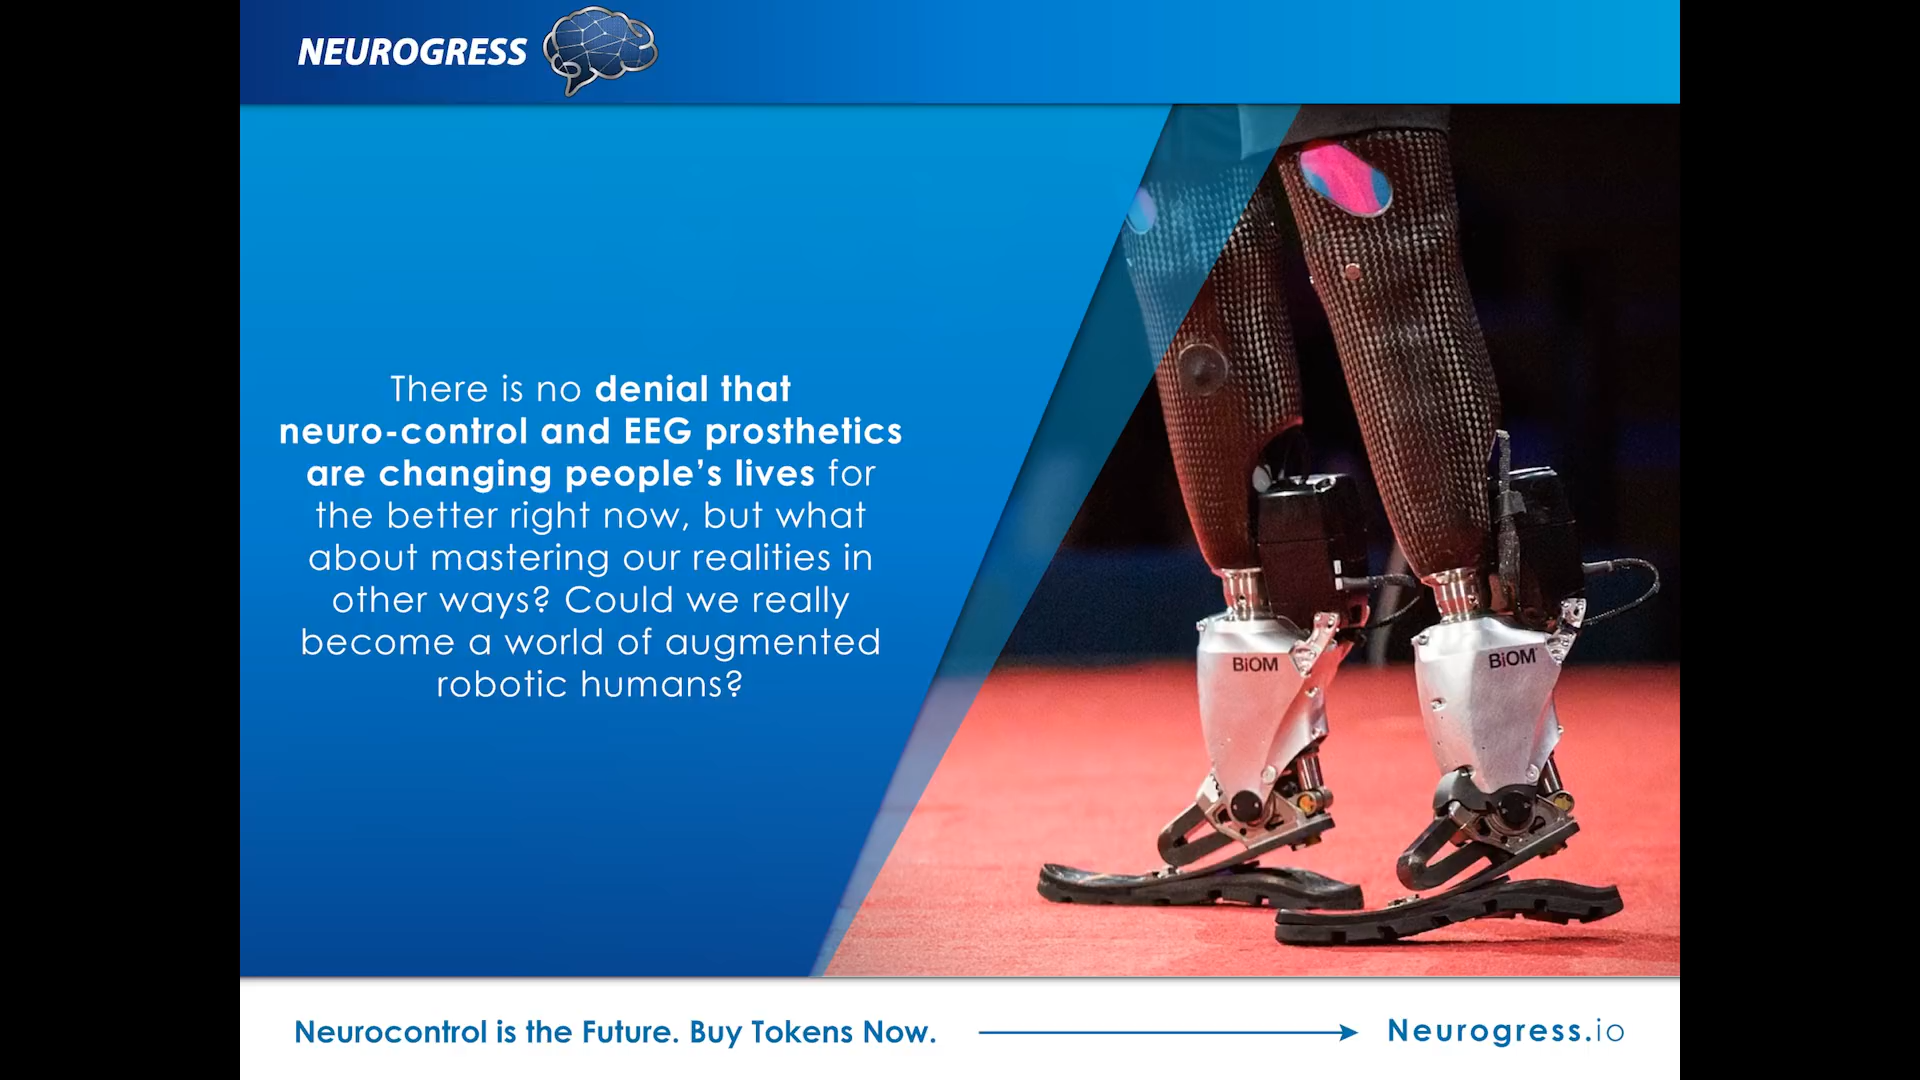 NEUROGRESS
There is no denial that
neuro-control and EEG prosthetics
are changing people's lives for
the better right now, but what
about mastering our realities in
other ways? Could we really
become a world of augmented
robotic humans?
BiOM
BiOM
Neurocontrol is the Future. Buy Tokens Now.
Neurogress.io